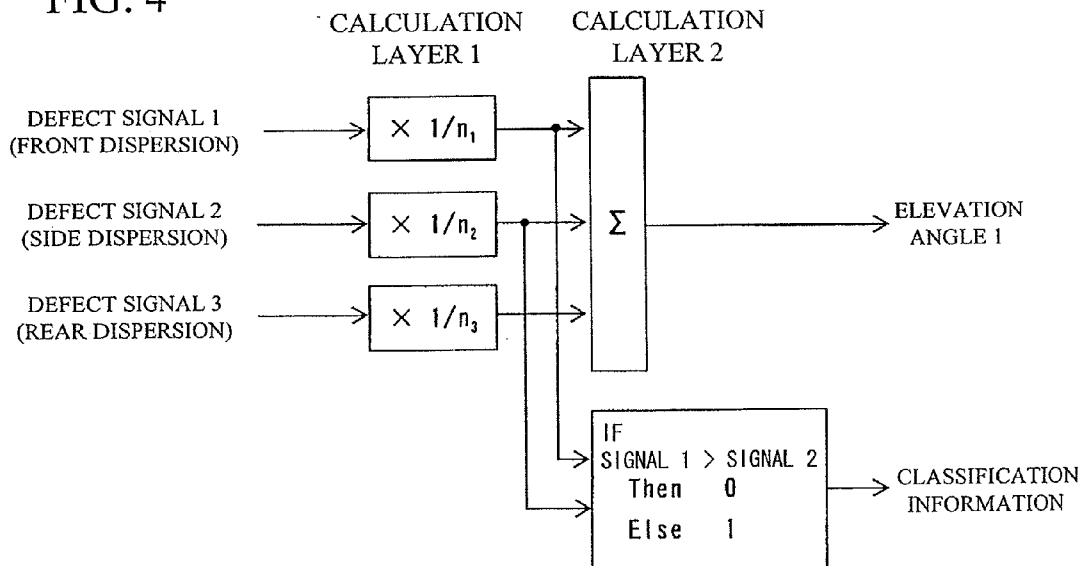 FIG. 4
CALCULATION
LAYER 1
CALCULATION
LAYER 2
DEFECT SIGNAL 1
(FRONT DISPERSION)
× 1/n₁
DEFECT SIGNAL 2
(SIDE DISPERSION)
× 1/n₂
Σ
ELEVATION
ANGLE 1
DEFECT SIGNAL 3
(REAR DISPERSION)
× 1/n₃
IF
SIGNAL 1 > SIGNAL 2
Then 0
Else 1
CLASSIFICATION
INFORMATION